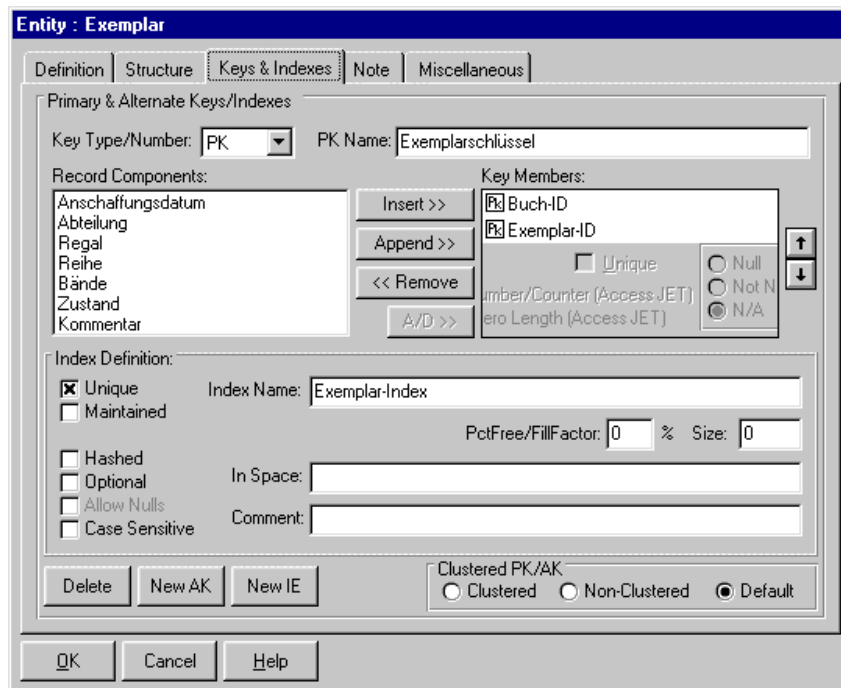 Entity : Exemplar
Definition Structure Keys & Indexes Note Miscellaneous
Primary & Alternate Keys/Indexes
Key Type/Number: PK PK Name: Exemplarschlüssel
Record Components: Key Members:
Anschaffungsdatum
Abteilung
Regal
Reihe
Bände
Zustand
Kommentar
Insert >>
Append >>
<< Remove
A/D >>
Pk Buch-ID
Pk Exemplar-ID
Unique
umber/Counter (Access JET)
ero Length (Access JET)
Null
Not N
N/A
Index Definition:
Unique
Maintained
Index Name: Exemplar-Index
PctFree/FillFactor: 0 % Size: 0
Hashed
Optional
Allow Nulls
Case Sensitive
In Space:
Comment:
Delete New AK New IE
Clustered PK/AK
Clustered Non-Clustered Default
OK Cancel Help